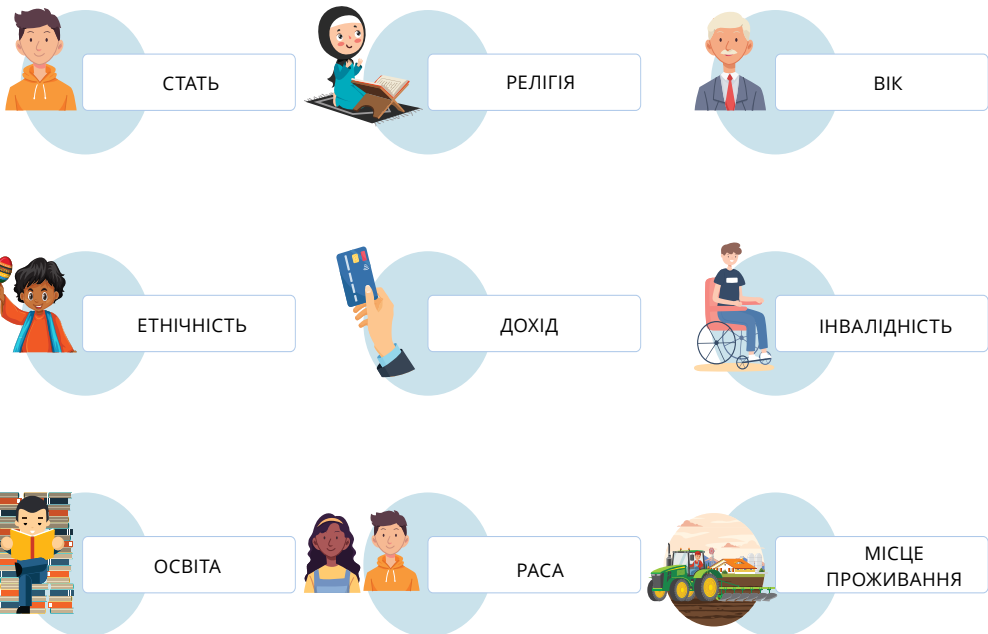 СТАТЬ
РЕЛІГІЯ
ВІК
ЕТНІЧНІСТЬ
ДОХІД
ІНВАЛІДНІСТЬ
ОСВІТА
РАСА
МІСЦЕ
ПРОЖИВАННЯ